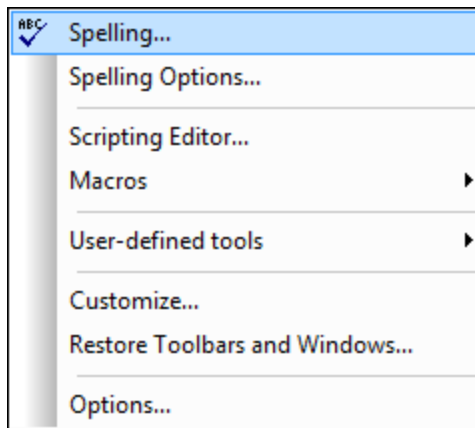 ABC
Spelling...
Spelling Options...
Scripting Editor...
Macros
User-defined tools
Customize...
Restore Toolbars and Windows...
Options...